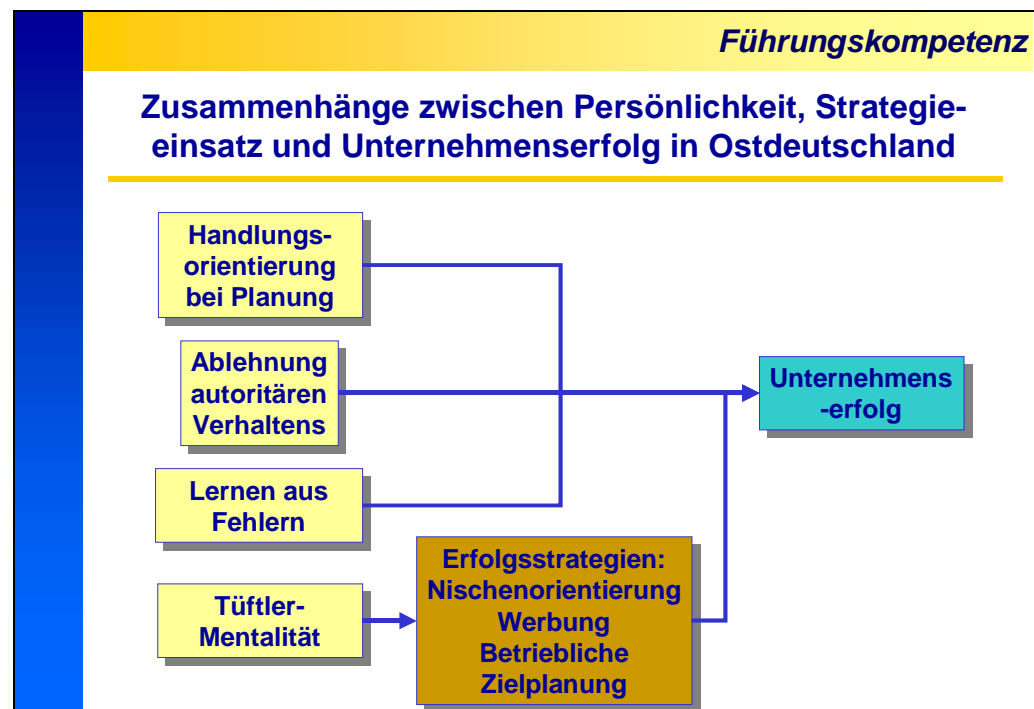 Führungskompetenz
Zusammenhänge zwischen Persönlichkeit, Strategie-
einsatz und Unternehmenserfolg in Ostdeutschland
Handlungs-
orientierung
bei Planung
Ablehnung
autoritären
Verhaltens
Unternehmens
-erfolg
Lernen aus
Fehlern
Tüftler-
Mentalität
Erfolgsstrategien:
Nischenorientierung
Werbung
Betriebliche
Zielplanung